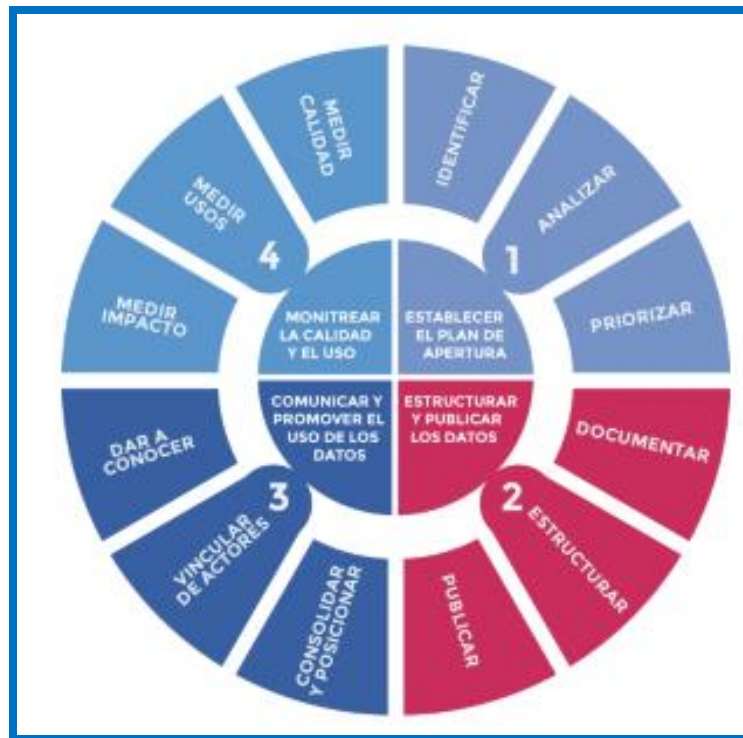 IDENTIFICAR
1
ANALIZAR
PRIORIZAR
ESTABLECER
EL PLAN DE
APERTURA
DOCUMENTAR
2
ESTRUCTURAR
PUBLICAR
ESTRUCTURAR
Y PUBLICAR
LOS DATOS
CONSOLIDAR
Y POSICIONAR
3
VINCULAR
DE ACTORES
DAR A
CONOCER
COMUNICAR Y
PROMOVER EL
USO DE LOS
DATOS
MEDIR
IMPACTO
4
MEDIR
USOS
MEDIR
CALIDAD
MONITREAR
LA CALIDAD
Y EL USO